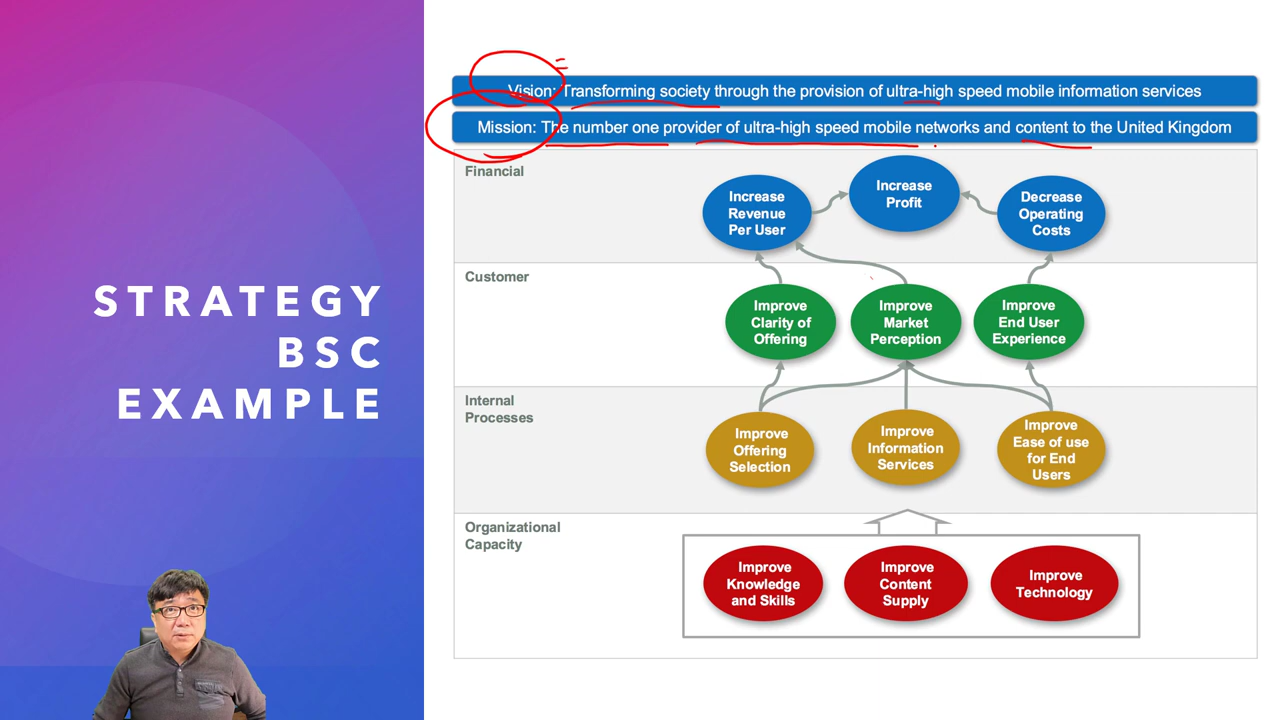 STRATEGY
BSC
EXAMPLE
Vision: Transforming society through the provision of ultra-high speed mobile information services
Mission: The number one provider of ultra-high speed mobile networks and content to the United Kingdom
Financial
Increase
Revenue
Per User
Increase
Profit
Decrease
Operating
Costs
Customer
Improve
Clarity of
Offering
Improve
Market
Perception
Improve
End User
Experience
Internal
Processes
Improve
Offering
Selection
Improve
Information
Services
Improve
Ease of use
for End
Users
Organizational
Capacity
Improve
Knowledge
and Skills
Improve
Content
Supply
Improve
Technology